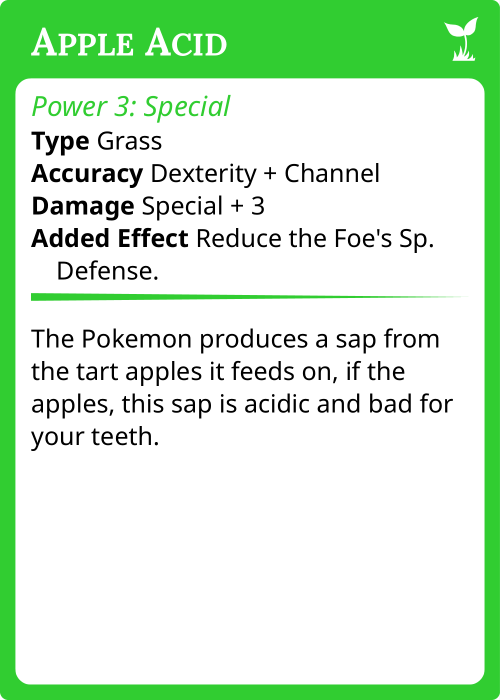 Apple Acid
Power 3: Special
Type Grass
Accuracy Dexterity + Channel
Damage Special + 3
Added Effect Reduce the Foe's Sp.
Defense.
The Pokemon produces a sap from
the tart apples it feeds on, if the
apples, this sap is acidic and bad for
your teeth.